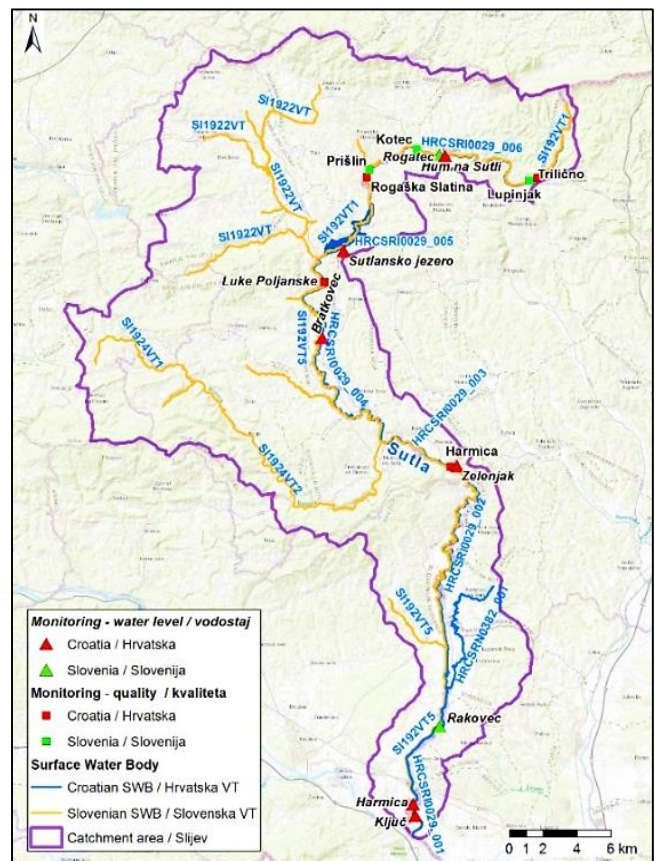 N
SI1922VT
SI1922VT
SI192VT1
Kotec
HRCSRI0029_006
Rogatec
Hum na Sutli
Prišlin
Trilično
Rogaška Slatina
Lupinjak
SI1922VT
SI192VT1
SI1922VT
HRCSRI0029_005
Sutlansko jezero
Luke Poljanske
Bratkovec
SI192VT5
HRCSRI0029_004
SI1924VT1
HRCSRI0029_003
Sutla
Harmica
Zelenjak
SI1924VT2
HRCSRI0029_002
HRCSRN0382_001
SI192VT5
Rakovec
SI192VT5
Harmica
HRCSRI0029_001
Ključ
Monitoring - water level / vodostaj
Croatia / Hrvatska
Slovenia / Slovenija
Monitoring - quality / kvaliteta
Croatia / Hrvatska
Slovenia / Slovenija
Surface Water Body
Croatian SWB / Hrvatska VT
Slovenian SWB / Slovenska VT
Catchment area / Slijev
0 1 2 4 6 km